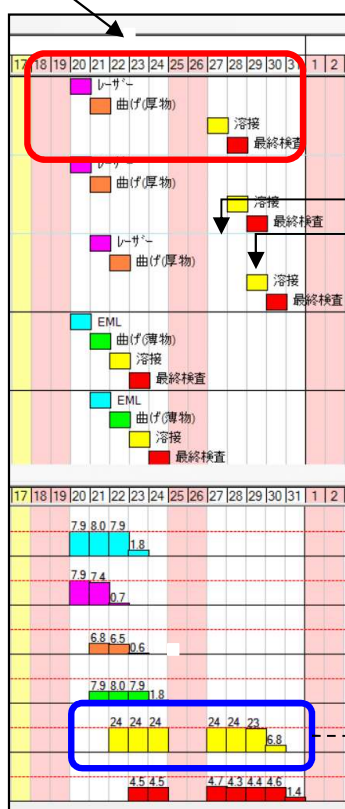 17 18 19 20 21 22 23 24 25 26 27 28 29 30 31 1 2
レーザー
曲げ(厚物)
溶接
最終検査
レーザー
曲げ(厚物)
溶接
最終検査
レーザー
曲げ(厚物)
溶接
最終検査
EML
曲げ(薄物)
溶接
最終検査
EML
曲げ(薄物)
溶接
最終検査
17 18 19 20 21 22 23 24 25 26 27 28 29 30 31 1 2
7.9 8.0 7.9 1.8
7.9 7.4 0.7
6.8 6.5 0.6
7.9 8.0 7.9 1.8
24 24 24 24 24 23 6.8
4.5 4.5 4.7 4.3 4.4 4.6 1.4